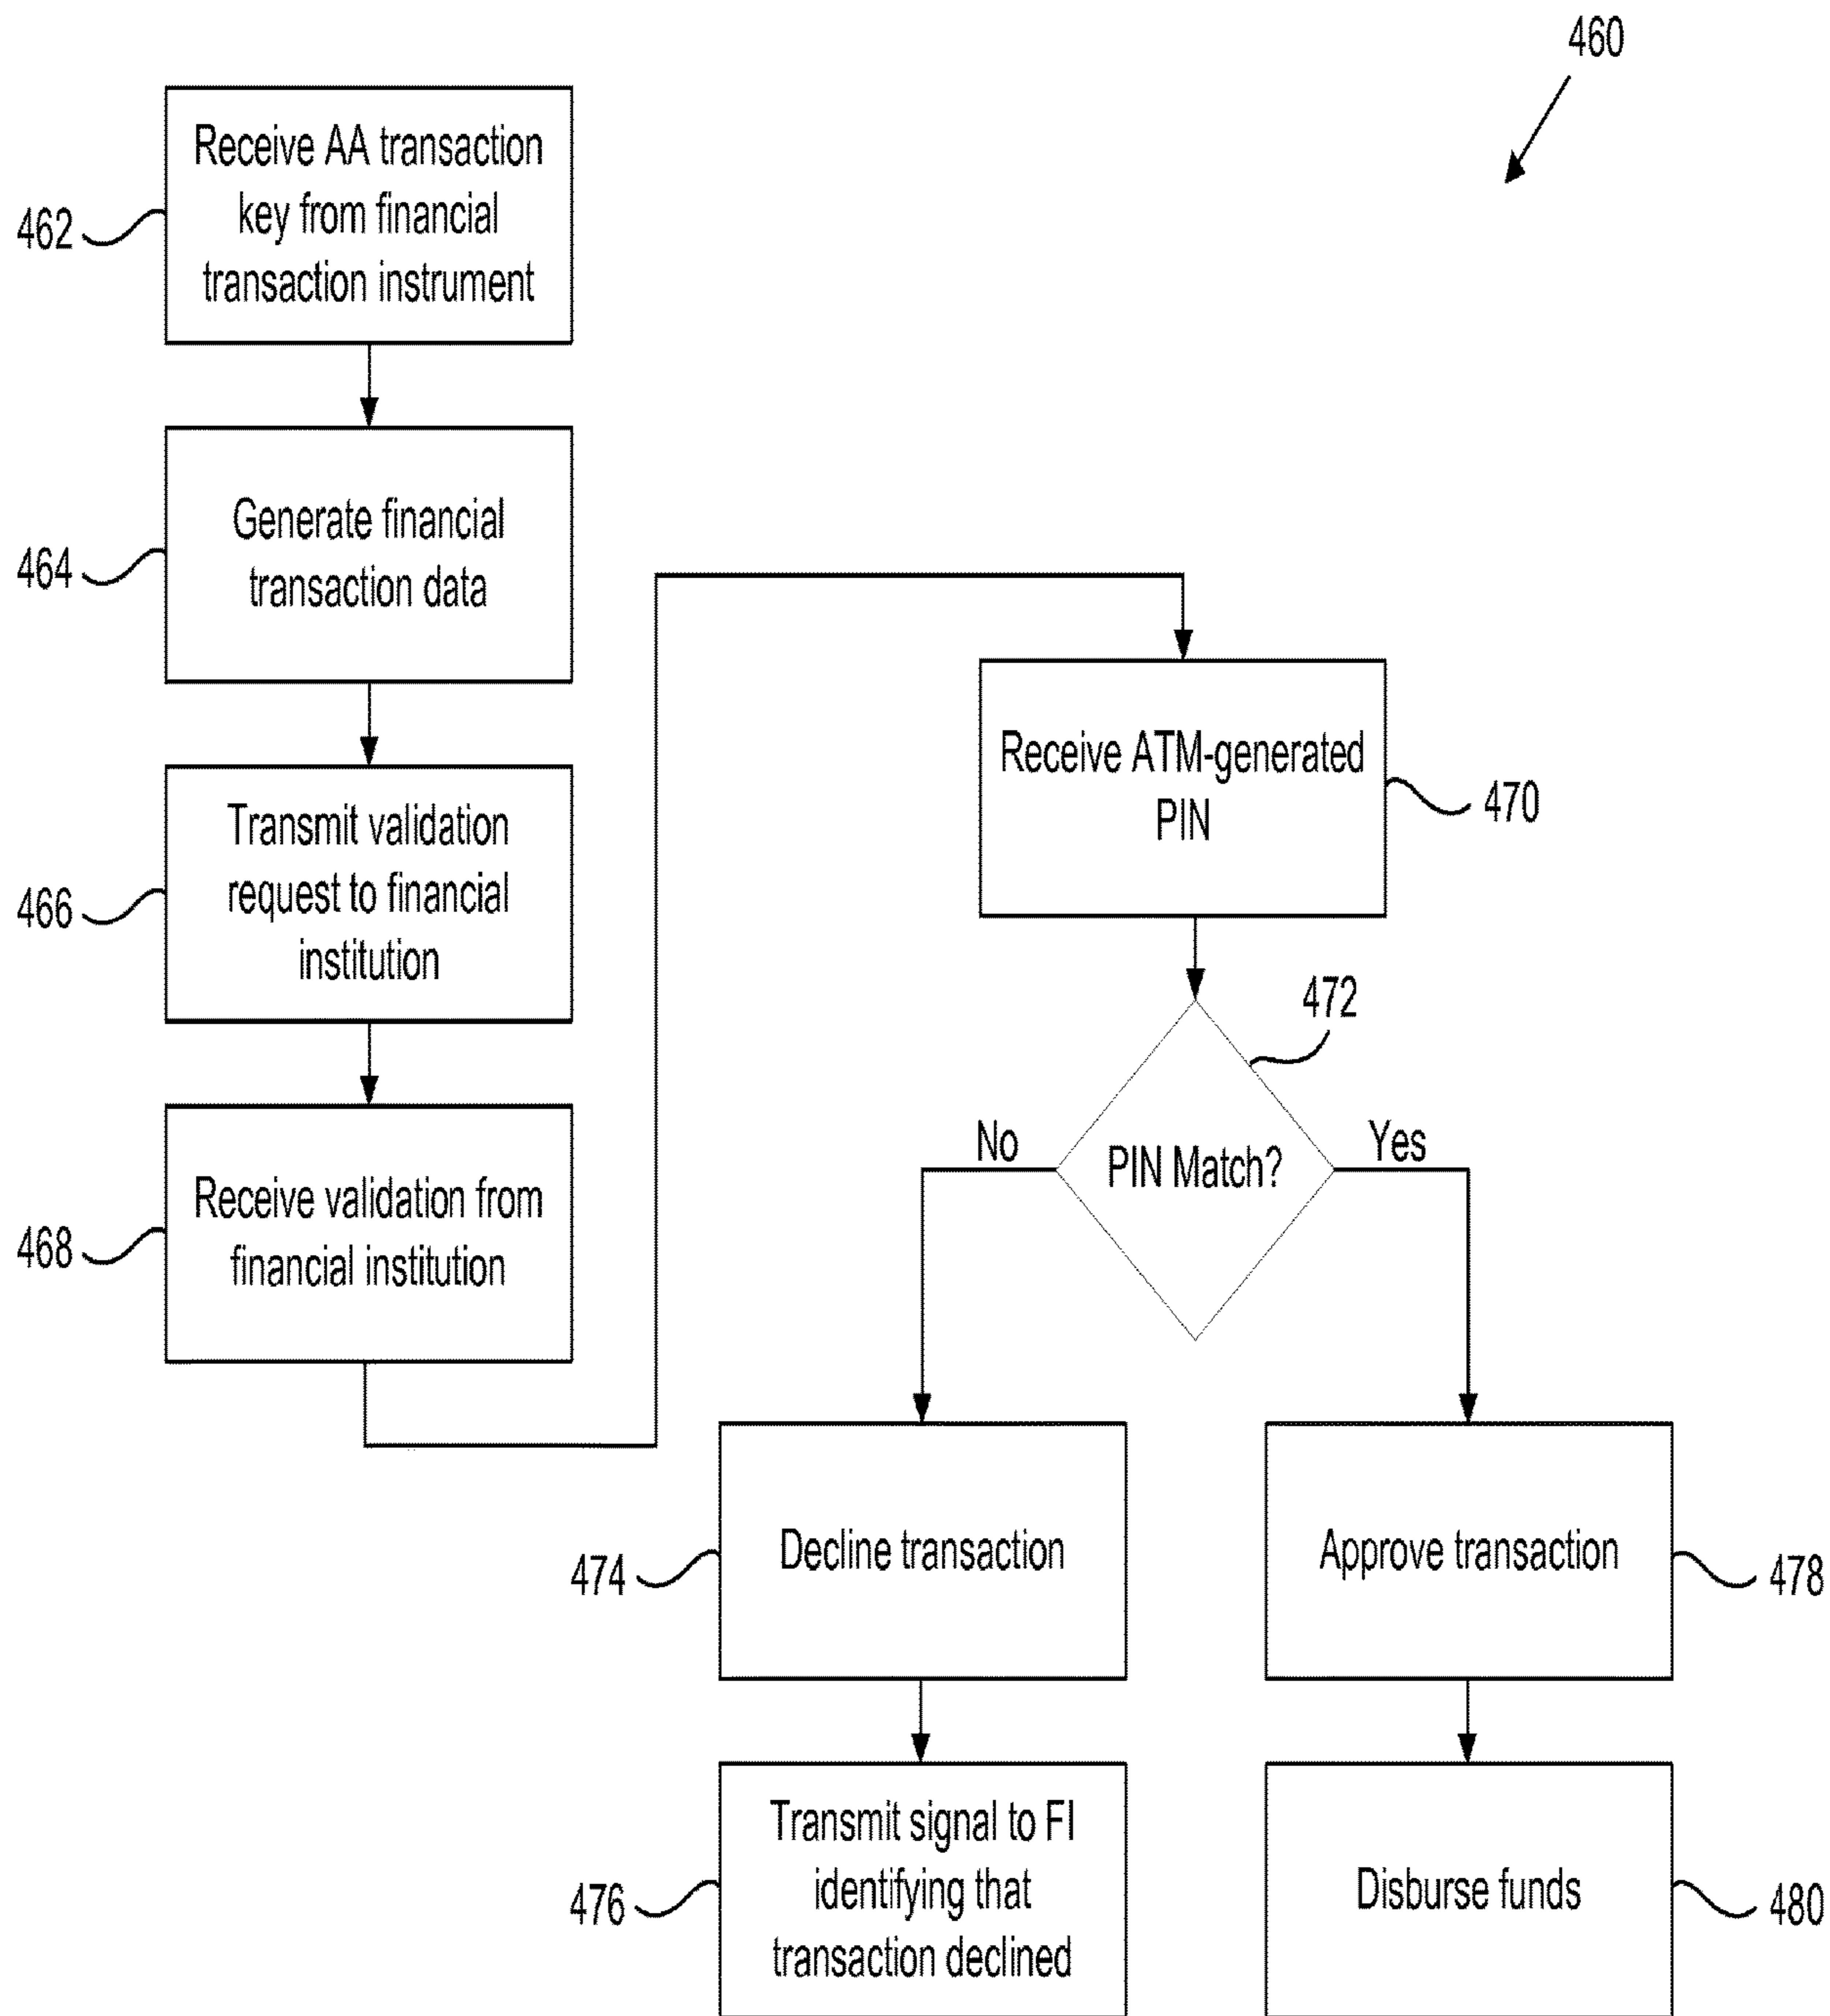 460
Receive AA transaction
key from financial
transaction instrument
462
Generate financial
transaction data
464
Transmit validation
request to financial
institution
466
Receive validation from
financial institution
468
Receive ATM-generated
PIN
470
472
PIN Match?
No
Yes
Decline transaction
474
Approve transaction
478
Transmit signal to FI
identifying that
transaction declined
476
Disburse funds
480